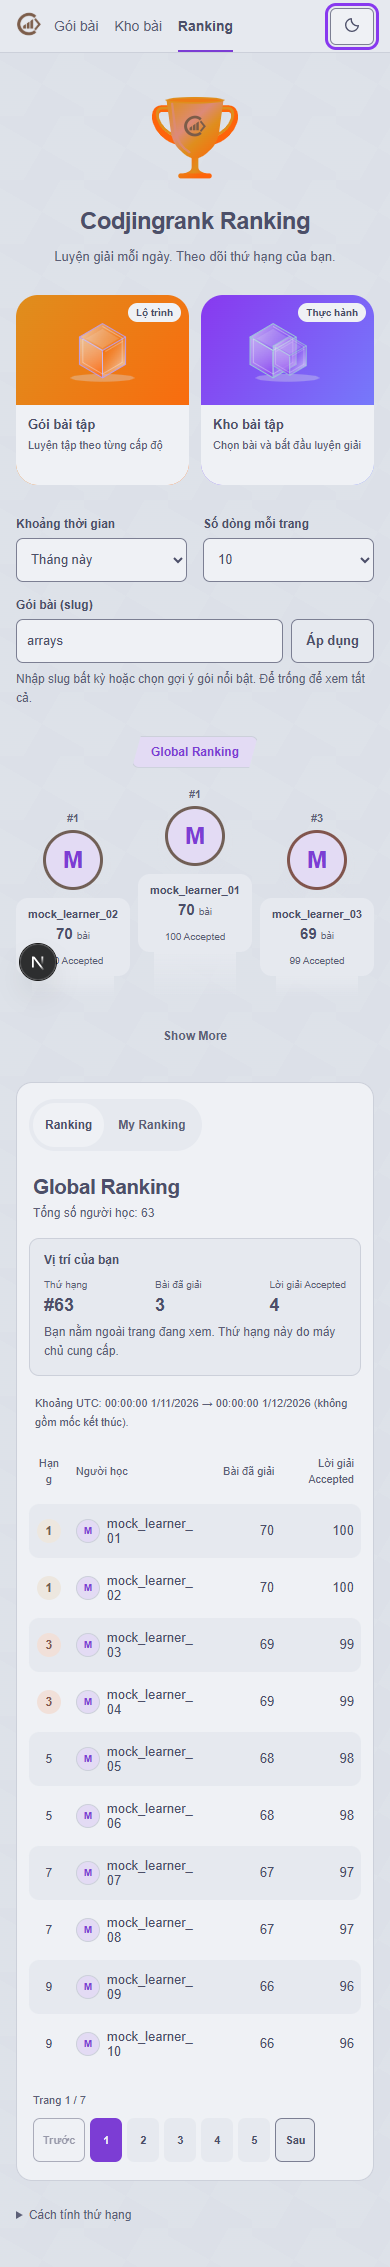 Gói bài Kho bài Ranking
Codjingrank Ranking
Luyện giải mỗi ngày. Theo dõi thứ hạng của bạn.
Lộ trình
Gói bài tập
Luyện tập theo từng cấp độ
Thực hành
Kho bài tập
Chọn bài và bắt đầu luyện giải
Khoảng thời gian
Tháng này
Số dòng mỗi trang
10
Gói bài (slug)
arrays
Áp dụng
Nhập slug bất kỳ hoặc chọn gợi ý gói nổi bật. Để trống để xem tất
cả.
Global Ranking
#1
M
mock_learner_02
70 bài
0 Accepted
N
#1
M
mock_learner_01
70 bài
100 Accepted
#3
M
mock_learner_03
69 bài
99 Accepted
Show More
Ranking My Ranking
Global Ranking
Tổng số người học: 63
Vị trí của bạn
Thứ hạng Bài đã giải Lời giải Accepted
#63 3 4
Bạn nằm ngoài trang đang xem. Thứ hạng này do máy
chủ cung cấp.
Khoảng UTC: 00:00:00 1/11/2026 → 00:00:00 1/12/2026 (không
gồm mốc kết thúc).
Hạn
g
Người học
Bài đã giải
Lời giải
Accepted
1 M mock_learner_
01
70 100
1 M mock_learner_
02
70 100
3 M mock_learner_
03
69 99
3 M mock_learner_
04
69 99
5 M mock_learner_
05
68 98
5 M mock_learner_
06
68 98
7 M mock_learner_
07
67 97
7 M mock_learner_
08
67 97
9 M mock_learner_
09
66 96
9 M mock_learner_
10
66 96
Trang 1 / 7
Trước 1 2 3 4 5 Sau
▶ Cách tính thứ hạng